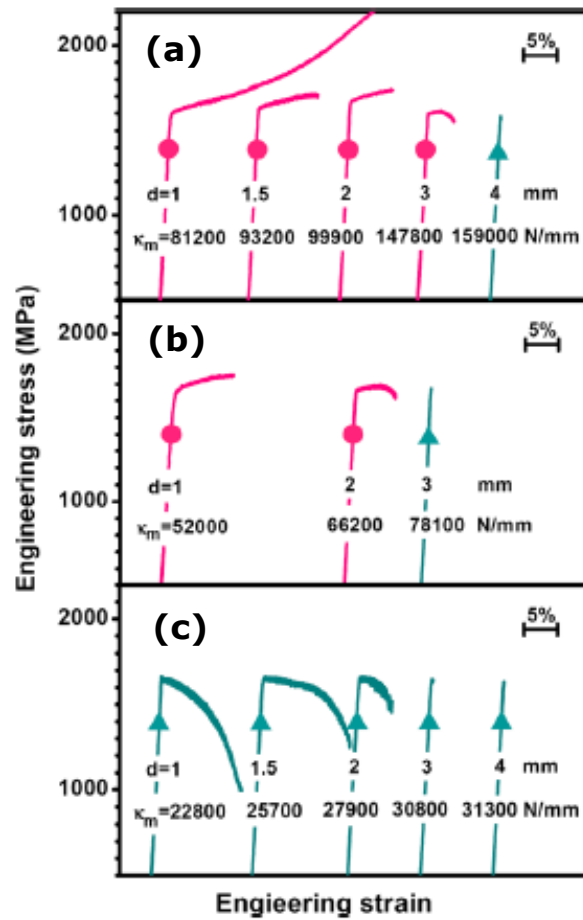 Engineering stress (MPa)
2000
(a)
5%
1000
d=1 1.5 2 3 4 mm
κm=81200 93200 99900 147800 159000 N/mm
2000
(b)
5%
1000
d=1 2 3 mm
κm=52000 66200 78100 N/mm
2000
(c)
5%
1000
d=1 1.5 2 3 4 mm
κm=22800 25700 27900 30800 31300 N/mm
Engieering strain